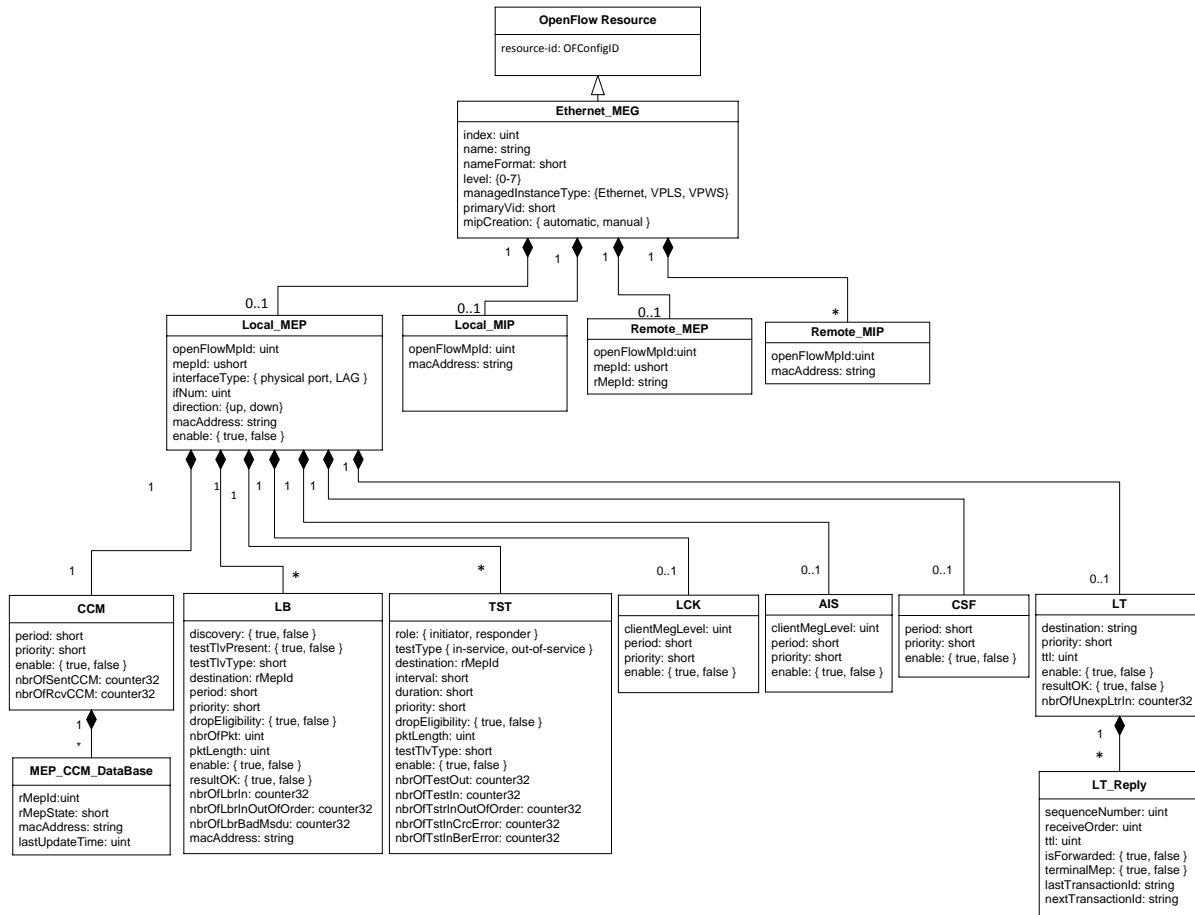 OpenFlow Resource
resource-id: OFConfigID
Ethernet_MEG
index: uint
name: string
nameFormat: short
level: {0-7}
managedInstanceType: {Ethernet, VPLS, VPWS}
primaryVid: short
mipCreation: { automatic, manual }
1
1
1
1
0..1
0..1
0..1
*
Local_MEP
openFlowMpId: uint
mepId: ushort
interfaceType: { physical port, LAG }
ifNum: uint
direction: {up, down}
macAddress: string
enable: { true, false }
Local_MIP
openFlowMpId: uint
macAddress: string
Remote_MEP
openFlowMpId:uint
mepId: ushort
rMepId: string
Remote_MIP
openFlowMpId:uint
macAddress: string
1
1
1
1
1
1
1
1
*
*
0..1
0..1
0..1
0..1
CCM
period: short
priority: short
enable: { true, false }
nbrOfSentCCM: counter32
nbrOfRcvCCM: counter32
1
*
MEP_CCM_DataBase
rMepId:uint
rMepState: short
macAddress: string
lastUpdateTime: uint
LB
discovery: { true, false }
testTlvPresent: { true, false }
testTlvType: short
destination: rMepId
period: short
priority: short
dropEligibility: { true, false }
nbrOfPkt: uint
pktLength: uint
enable: { true, false }
resultOK: { true, false }
nbrOfLbrIn: counter32
nbrOfLbrInOutOfOrder: counter32
nbrOfLbrBadMsdu: counter32
macAddress: string
TST
role: { initiator, responder }
testType { in-service, out-of-service }
destination: rMepId
interval: short
duration: short
priority: short
dropEligibility: { true, false }
pktLength: uint
testTlvType: short
enable: { true, false }
nbrOfTestOut: counter32
nbrOfTestIn: counter32
nbrOfTstrInOutOfOrder: counter32
nbrOfTstInCrcError: counter32
nbrOfTstInBerError: counter32
LCK
clientMegLevel: uint
period: short
priority: short
enable: { true, false }
AIS
clientMegLevel: uint
period: short
priority: short
enable: { true, false }
CSF
period: short
priority: short
enable: { true, false }
LT
destination: string
priority: short
ttl: uint
enable: { true, false }
resultOK: { true, false }
nbrOfUnexpLtrIn: counter32
1
*
LT_Reply
sequenceNumber: uint
receiveOrder: uint
ttl: uint
isForwarded: { true, false }
terminalMep: { true, false }
lastTransactionId: string
nextTransactionId: string